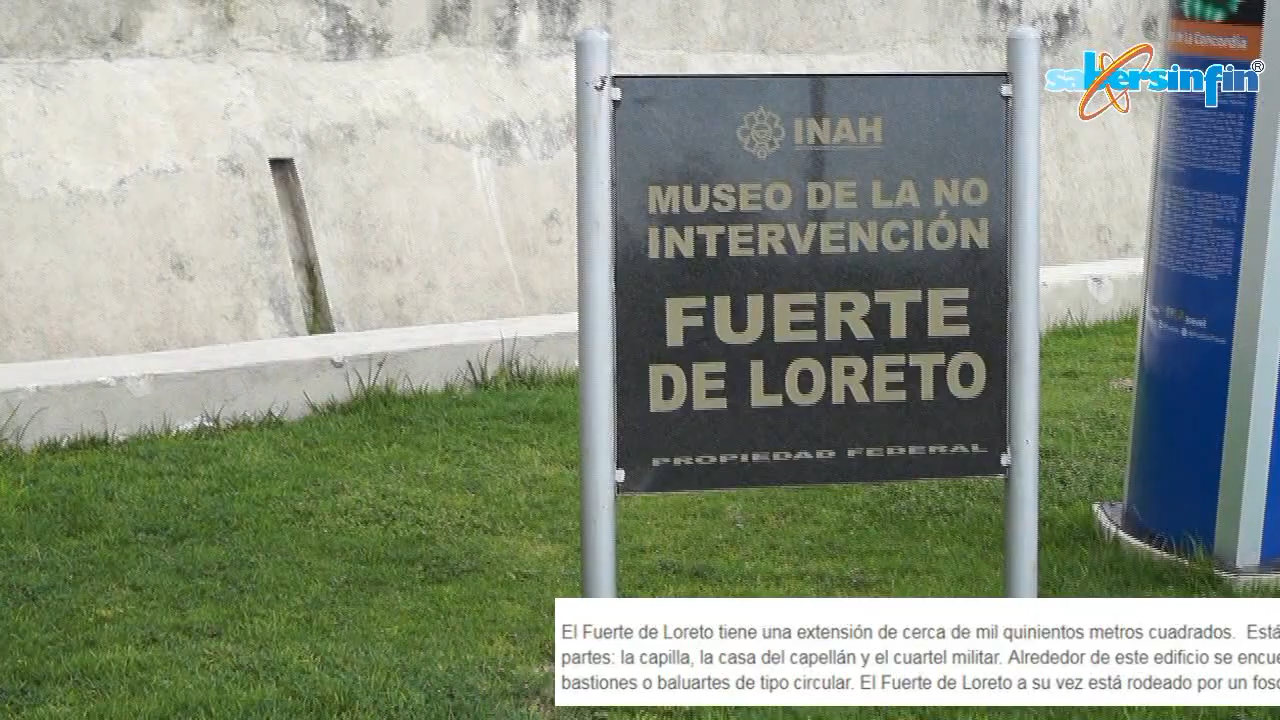 a la Concordia
sabersinfin®
INAH
MUSEO DE LA NO
INTERVENCIÓN
FUERTE
DE LORETO
PROPIEDAD FEDERAL
El Fuerte de Loreto tiene una extensión de cerca de mil quinientos metros cuadrados. Está
partes: la capilla, la casa del capellán y el cuartel militar. Alrededor de este edificio se encue
bastiones o baluartes de tipo circular. El Fuerte de Loreto a su vez está rodeado por un foso